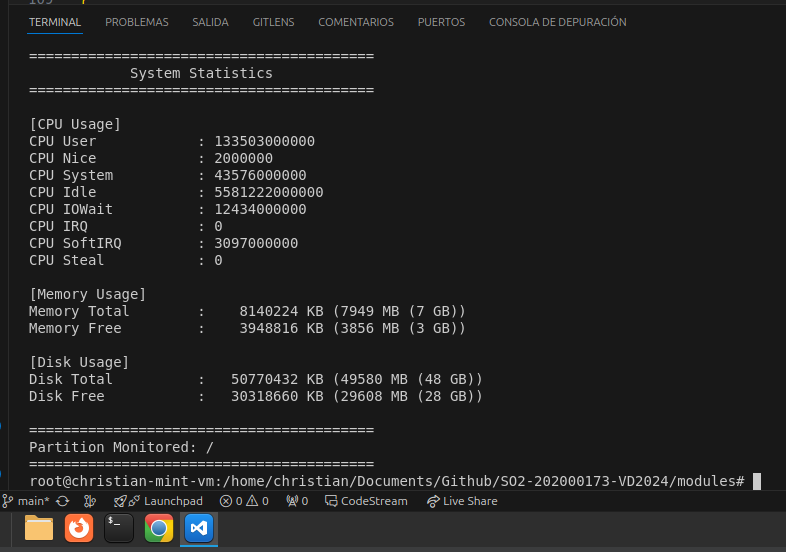 109
TERMINAL PROBLEMAS SALIDA GITLENS COMENTARIOS PUERTOS CONSOLA DE DEPURACIÓN
=========================================
System Statistics
=========================================
[CPU Usage]
CPU User : 133503000000
CPU Nice : 2000000
CPU System : 43576000000
CPU Idle : 5581222000000
CPU IOWait : 12434000000
CPU IRQ : 0
CPU SoftIRQ : 3097000000
CPU Steal : 0
[Memory Usage]
Memory Total : 8140224 KB (7949 MB (7 GB))
Memory Free : 3948816 KB (3856 MB (3 GB))
[Disk Usage]
Disk Total : 50770432 KB (49580 MB (48 GB))
Disk Free : 30318660 KB (29608 MB (28 GB))
=========================================
Partition Monitored: /
=========================================
root@christian-mint-vm:/home/christian/Documents/Github/SO2-202000173-VD2024/modules#
main* Launchpad 0 0 0 CodeStream Live Share
$_